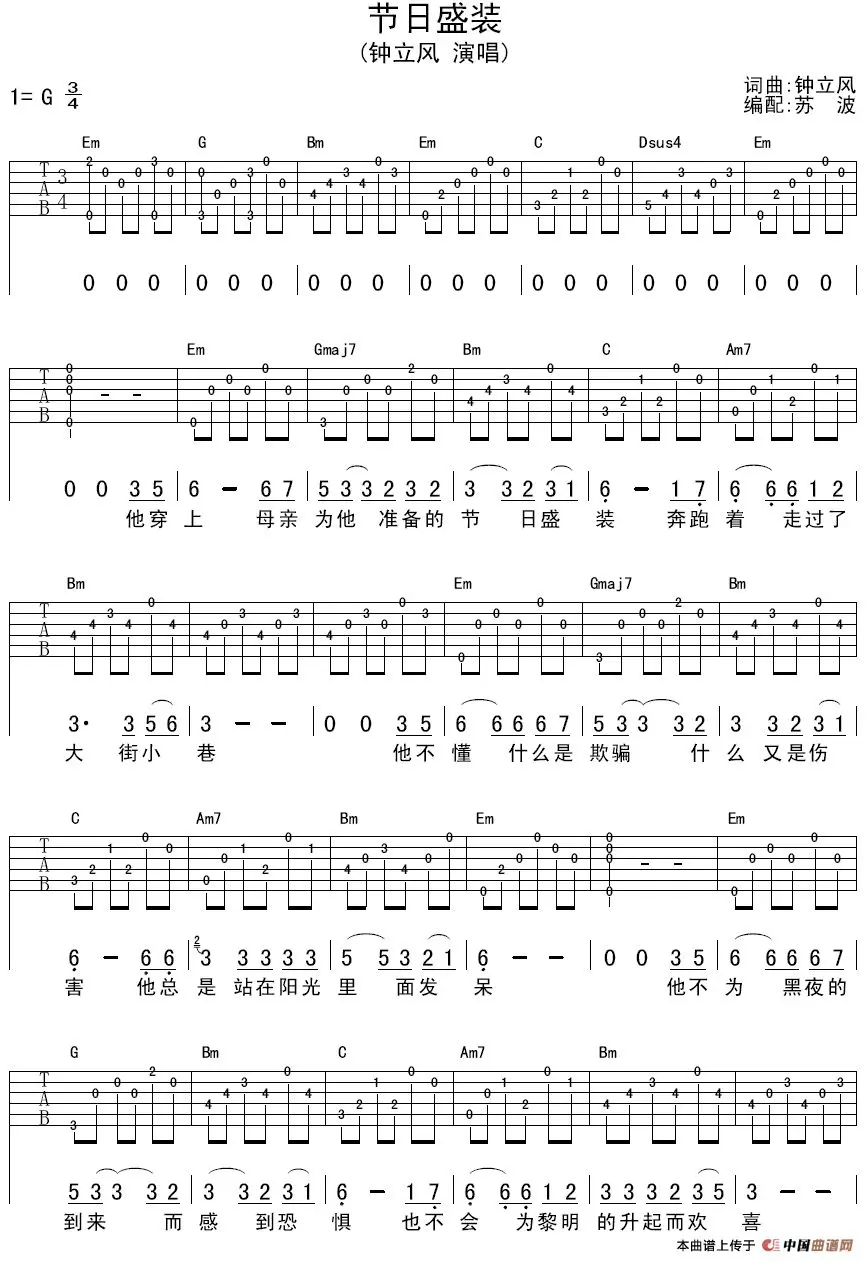 节日盛装
(钟立风 演唱)
1= G 3/4
词曲:钟立风
编配:苏 波
Em G Bm Em C Dsus4 Em
0 0 0 0 0 0 0 0 0 0 0 0 0 0 0 0 0 0 0 0 0
Em Gmaj7 Bm C Am7
0 0 3 5 6 - 6 7 5 3 3 2 3 2 3 3 2 3 1 6 - 1 7 6 6 6 1 2
他穿 上 母亲 为他 准备的 节 日盛 装 奔跑 着 走过了
Bm Em Gmaj7 Bm
3· 3 5 6 3 - - 0 0 3 5 6 6 6 6 7 5 3 3 3 2 3 3 2 3 1
大 街小 巷 他不 懂 什么是 欺骗 什 么 又是伤
C Am7 Bm Em Em
6 - 6 6 2 3 3 3 3 3 5 5 3 2 1 6 - - 0 0 3 5 6 6 6 6 7
害 他总 是 站在阳光 里 面发 呆 他不 为 黑夜的
G Bm C Am7 Bm
5 3 3 3 2 3 3 2 3 1 6 - 1 7 6 6 6 1 2 3 3 3 2 3 5 3 - -
到来 而 感 到恐 惧 也不 会 为黎明 的升起而欢 喜
本曲谱上传于 中国曲谱网